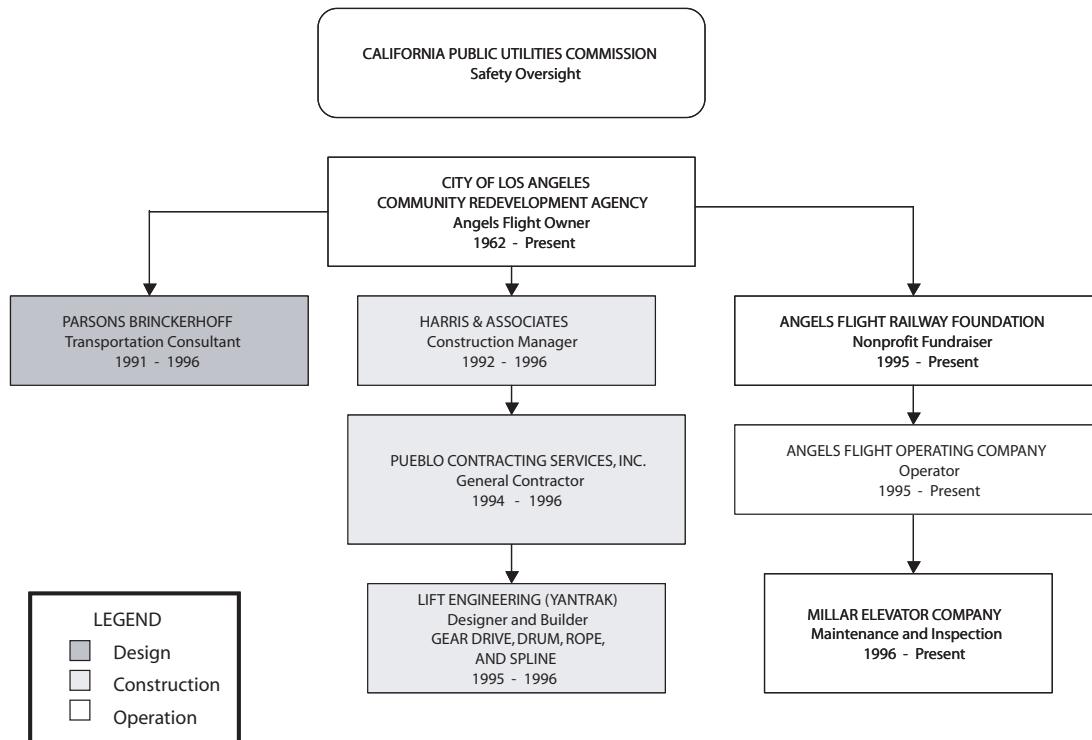 CALIFORNIA PUBLIC UTILITIES COMMISSION
Safety Oversight
CITY OF LOS ANGELES
COMMUNITY REDEVELOPMENT AGENCY
Angels Flight Owner
1962 - Present
PARSONS BRINCKERHOFF
Transportation Consultant
1991 - 1996
HARRIS & ASSOCIATES
Construction Manager
1992 - 1996
ANGELS FLIGHT RAILWAY FOUNDATION
Nonprofit Fundraiser
1995 - Present
PUEBLO CONTRACTING SERVICES, INC.
General Contractor
1994 - 1996
ANGELS FLIGHT OPERATING COMPANY
Operator
1995 - Present
LIFT ENGINEERING (YANTRAK)
Designer and Builder
GEAR DRIVE, DRUM, ROPE,
AND SPLINE
1995 - 1996
MILLAR ELEVATOR COMPANY
Maintenance and Inspection
1996 - Present
LEGEND
Design
Construction
Operation